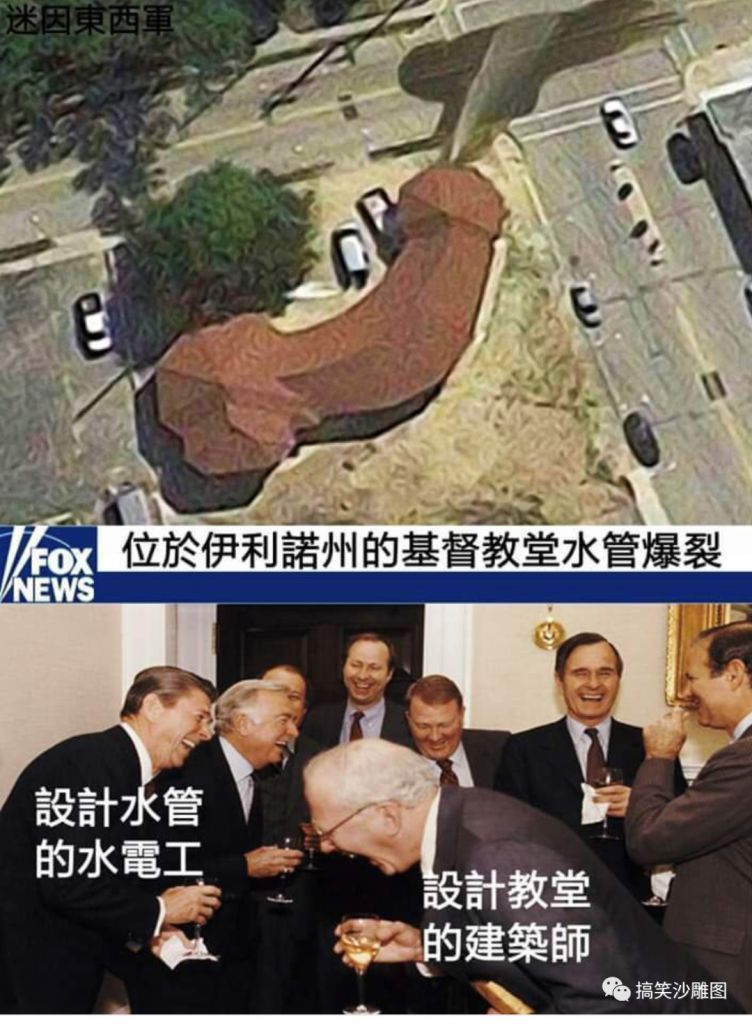 迷因東西軍
FOX
NEWS
位於伊利諾州的基督教堂水管爆裂
設計水管
的水電工
設計教堂
的建築師
搞笑沙雕图